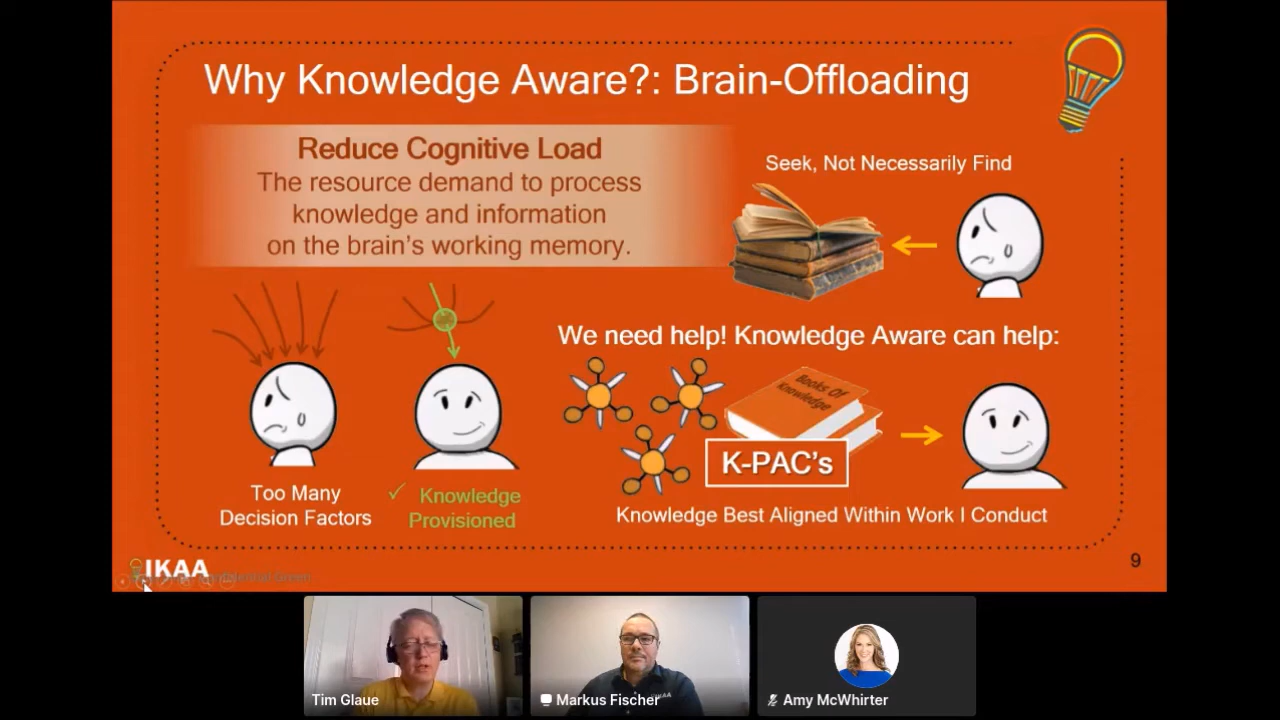 Why Knowledge Aware?: Brain-Offloading
Reduce Cognitive Load
The resource demand to process
knowledge and information
on the brain's working memory.
Seek, Not Necessarily Find
We need help! Knowledge Aware can help:
Books Of
Knowledge
K-PAC's
Too Many
Decision Factors
✓ Knowledge
Provisioned
Knowledge Best Aligned Within Work I Conduct
IKAA
9
Tim Glaue
Markus Fischer
IKAA
Amy McWhirter